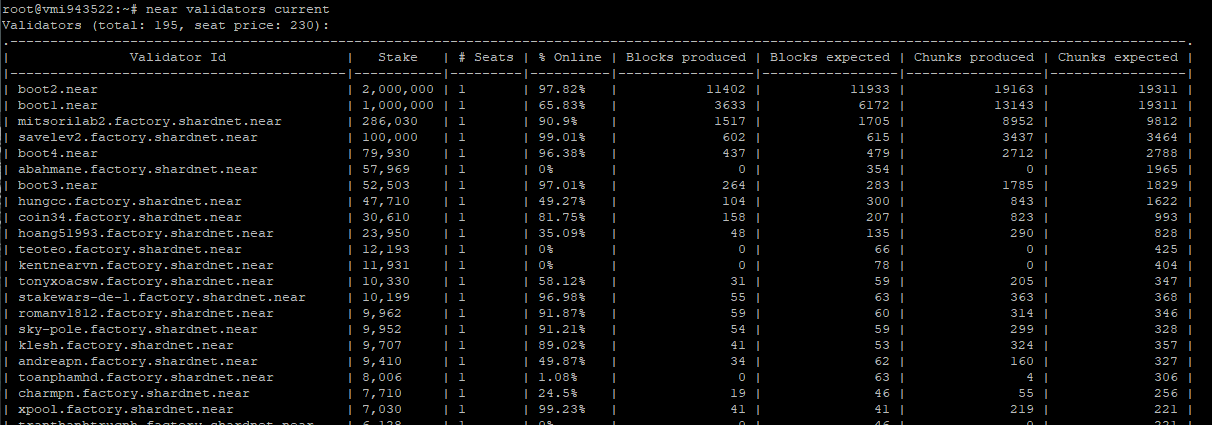 root@vmi943522:~# near validators current
Validators (total: 195, seat price: 230):
.----------------------------------------------------------------------------------------------------------------------------------------------------.
| Validator Id | Stake | # Seats | % Online | Blocks produced | Blocks expected | Chunks produced | Chunks expected |
|------------------------------------------|-----------|---------|----------|-----------------|-----------------|-----------------|-----------------|
| boot2.near | 2,000,000 | 1 | 97.82% | 11402 | 11933 | 19163 | 19311 |
| boot1.near | 1,000,000 | 1 | 65.83% | 3633 | 6172 | 13143 | 19311 |
| mitsorilab2.factory.shardnet.near | 286,030 | 1 | 90.9% | 1517 | 1705 | 8952 | 9812 |
| savelev2.factory.shardnet.near | 100,000 | 1 | 99.01% | 602 | 615 | 3437 | 3464 |
| boot4.near | 79,930 | 1 | 96.38% | 437 | 479 | 2712 | 2788 |
| abahmane.factory.shardnet.near | 57,969 | 1 | 0% | 0 | 354 | 0 | 1965 |
| boot3.near | 52,503 | 1 | 97.01% | 264 | 283 | 1785 | 1829 |
| hungcc.factory.shardnet.near | 47,710 | 1 | 49.27% | 104 | 300 | 843 | 1622 |
| coin34.factory.shardnet.near | 30,610 | 1 | 81.75% | 158 | 207 | 823 | 993 |
| hoang51993.factory.shardnet.near | 23,950 | 1 | 35.09% | 48 | 135 | 290 | 828 |
| teoteo.factory.shardnet.near | 12,193 | 1 | 0% | 0 | 66 | 0 | 425 |
| kentnearvn.factory.shardnet.near | 11,931 | 1 | 0% | 0 | 78 | 0 | 404 |
| tonyxoacsw.factory.shardnet.near | 10,330 | 1 | 58.12% | 31 | 59 | 205 | 347 |
| stakewars-de-1.factory.shardnet.near | 10,199 | 1 | 96.98% | 55 | 63 | 363 | 368 |
| romanv1812.factory.shardnet.near | 9,962 | 1 | 91.87% | 59 | 60 | 314 | 346 |
| sky-pole.factory.shardnet.near | 9,952 | 1 | 91.21% | 54 | 59 | 299 | 328 |
| klesh.factory.shardnet.near | 9,707 | 1 | 89.02% | 41 | 53 | 324 | 357 |
| andreapn.factory.shardnet.near | 9,410 | 1 | 49.87% | 34 | 62 | 160 | 327 |
| toanphamhd.factory.shardnet.near | 8,006 | 1 | 1.08% | 0 | 63 | 4 | 306 |
| charmpn.factory.shardnet.near | 7,710 | 1 | 24.5% | 19 | 46 | 55 | 256 |
| xpool.factory.shardnet.near | 7,030 | 1 | 99.23% | 41 | 41 | 219 | 221 |